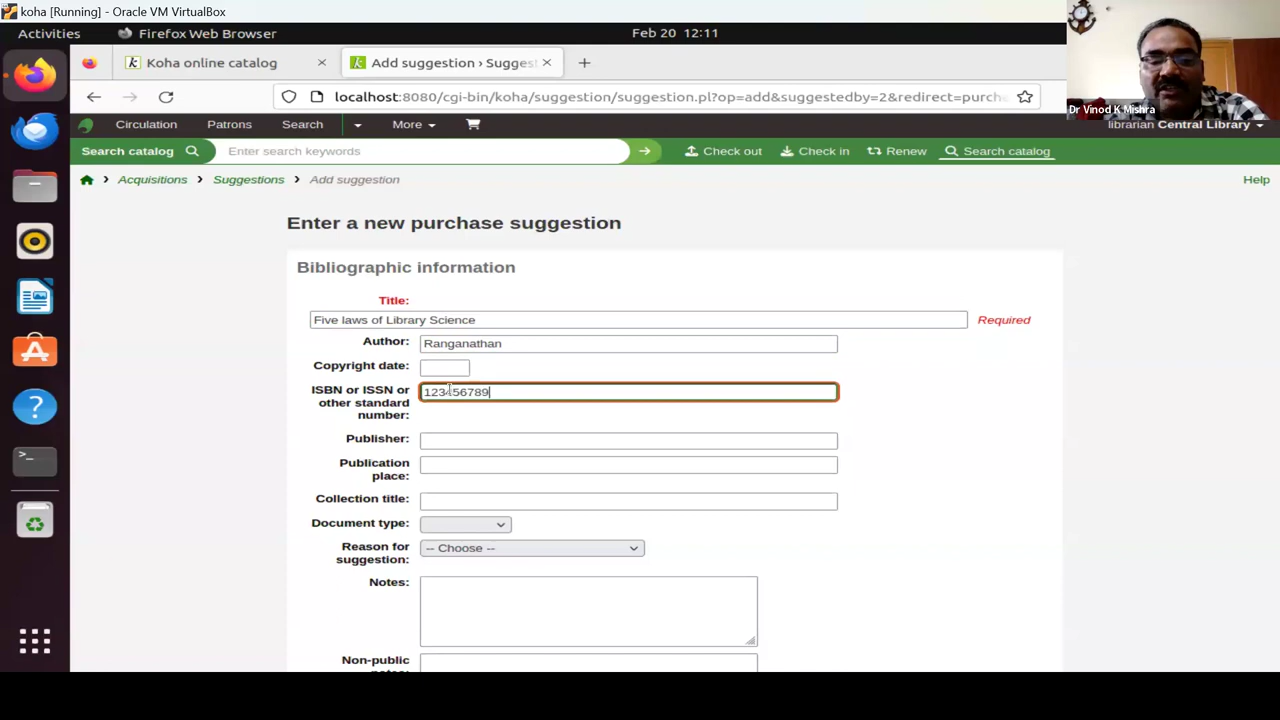 koha [Running] - Oracle VM VirtualBox
Activities Firefox Web Browser Feb 20 12:11
Koha online catalog × Add suggestion › Sugges × +
localhost:8080/cgi-bin/koha/suggestion/suggestion.pl?op=add&suggestedby=2&redirect=purch
Dr Vinod K Mishra
Circulation Patrons Search More librarian Central Library
Search catalog Enter search keywords Check out Check in Renew Search catalog
Acquisitions Suggestions Add suggestion Help
Enter a new purchase suggestion
Bibliographic information
Title:
Five laws of Library Science Required
Author: Ranganathan
Copyright date:
ISBN or ISSN or
other standard
number:
123456789
Publisher:
Publication
place:
Collection title:
Document type:
Reason for
suggestion:
-- Choose --
Notes:
Non-public